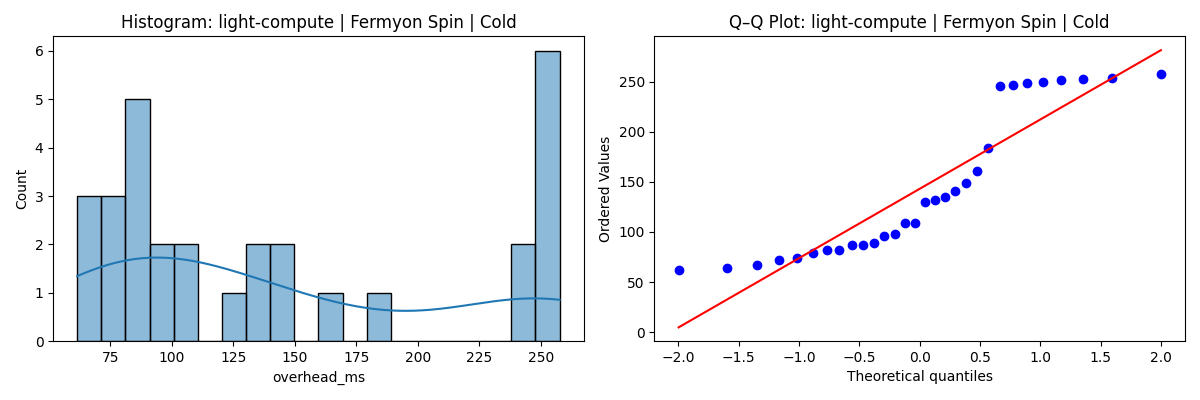 Histogram: light-compute | Fermyon Spin | Cold
6
5
4
3
2
1
0
Count
75 100 125 150 175 200 225 250
overhead_ms
Q–Q Plot: light-compute | Fermyon Spin | Cold
250
200
150
100
50
0
Ordered Values
−2.0 −1.5 −1.0 −0.5 0.0 0.5 1.0 1.5 2.0
Theoretical quantiles